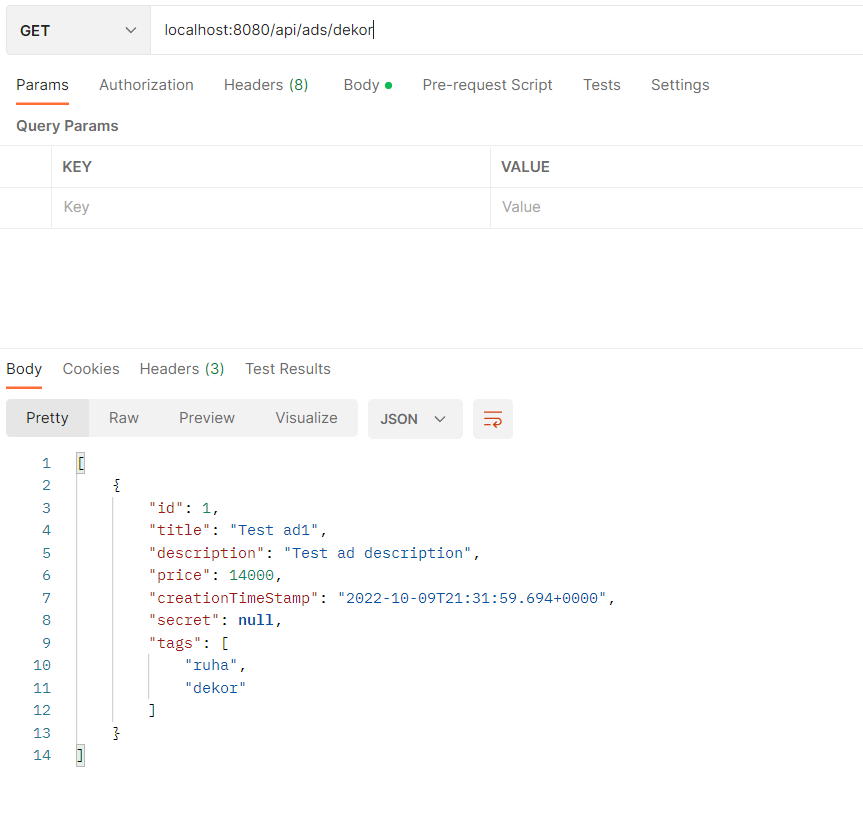 GET localhost:8080/api/ads/dekor
Params Authorization Headers (8) Body Pre-request Script Tests Settings
Query Params
KEY VALUE
Key Value
Body Cookies Headers (3) Test Results
Pretty Raw Preview Visualize JSON
1 [
2 {
3 "id": 1,
4 "title": "Test ad1",
5 "description": "Test ad description",
6 "price": 14000,
7 "creationTimeStamp": "2022-10-09T21:31:59.694+0000",
8 "secret": null,
9 "tags": [
10 "ruha",
11 "dekor"
12 ]
13 }
14 ]